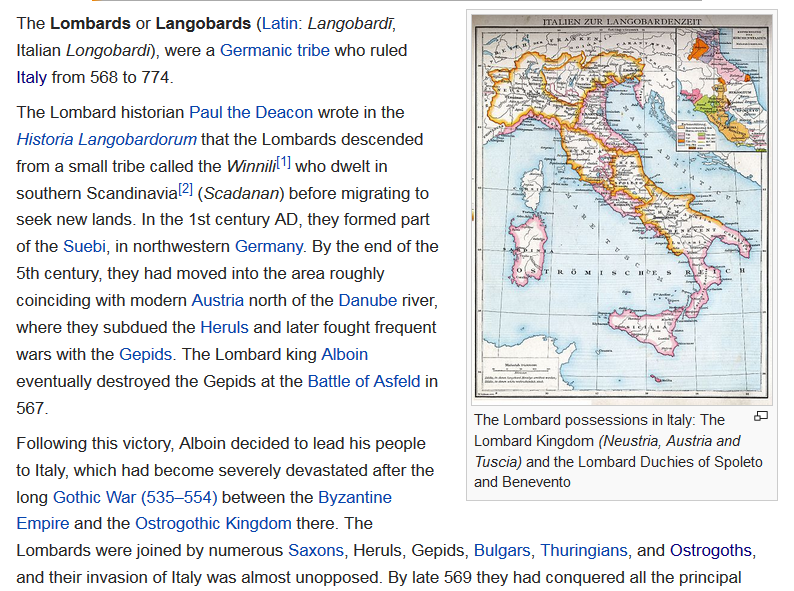 The Lombards or Langobards (Latin: Langobardī,
Italian Longobardi), were a Germanic tribe who ruled
Italy from 568 to 774.
The Lombard historian Paul the Deacon wrote in the
Historia Langobardorum that the Lombards descended
from a small tribe called the Winnili[1] who dwelt in
southern Scandinavia[2] (Scadanan) before migrating to
seek new lands. In the 1st century AD, they formed part
of the Suebi, in northwestern Germany. By the end of the
5th century, they had moved into the area roughly
coinciding with modern Austria north of the Danube river,
where they subdued the Heruls and later fought frequent
wars with the Gepids. The Lombard king Alboin
eventually destroyed the Gepids at the Battle of Asfeld in
567.
Following this victory, Alboin decided to lead his people
to Italy, which had become severely devastated after the
long Gothic War (535–554) between the Byzantine
Empire and the Ostrogothic Kingdom there. The
Lombards were joined by numerous Saxons, Heruls, Gepids, Bulgars, Thuringians, and Ostrogoths,
and their invasion of Italy was almost unopposed. By late 569 they had conquered all the principal
ITALIEN ZUR LANGOBARDENZEIT
OSTRÖMISCHES REICH
SICILIA
The Lombard possessions in Italy: The
Lombard Kingdom (Neustria, Austria and
Tuscia) and the Lombard Duchies of Spoleto
and Benevento